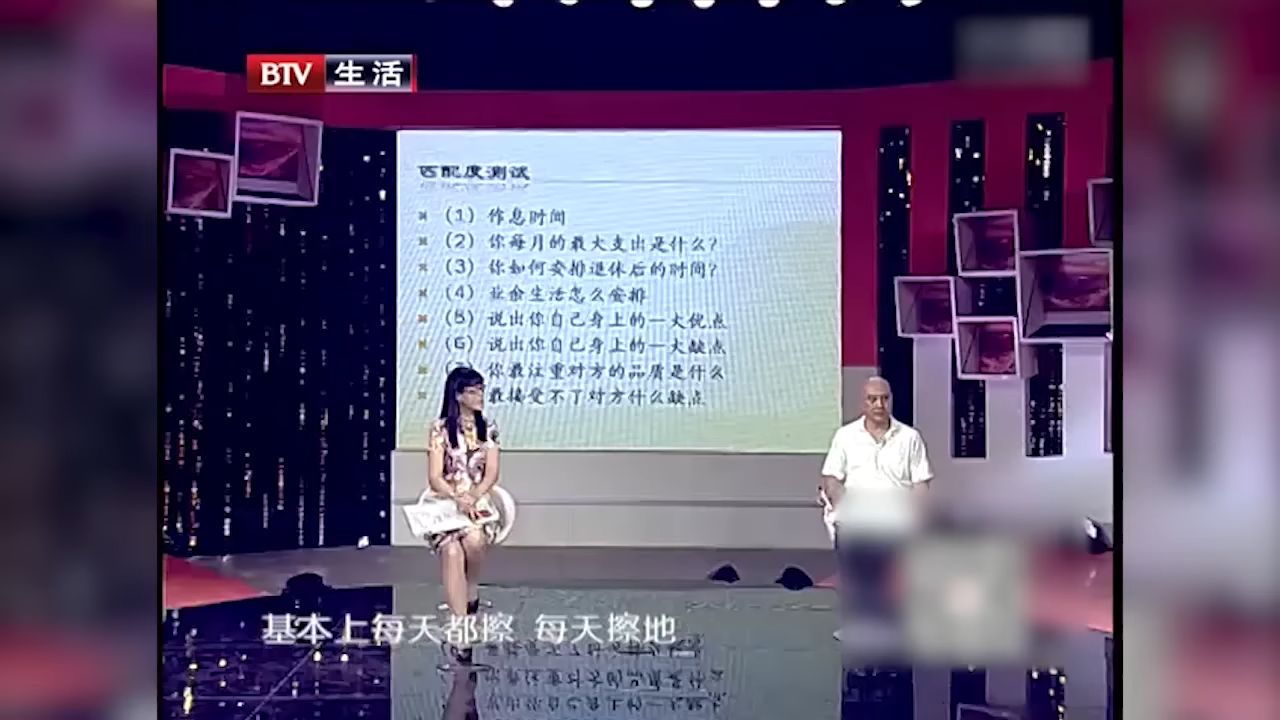 BTV 生活
匹配度测试
(1) 作息时间
(2) 你每月的最大支出是什么?
(3) 你如何安排退休后的时间?
(4) 业余生活怎么安排
(5) 说出你自己身上的一大优点
(6) 说出你自己身上的一大缺点
你最注重对方的品质是什么
最接受不了对方什么缺点
基本上每天都擦 每天擦地